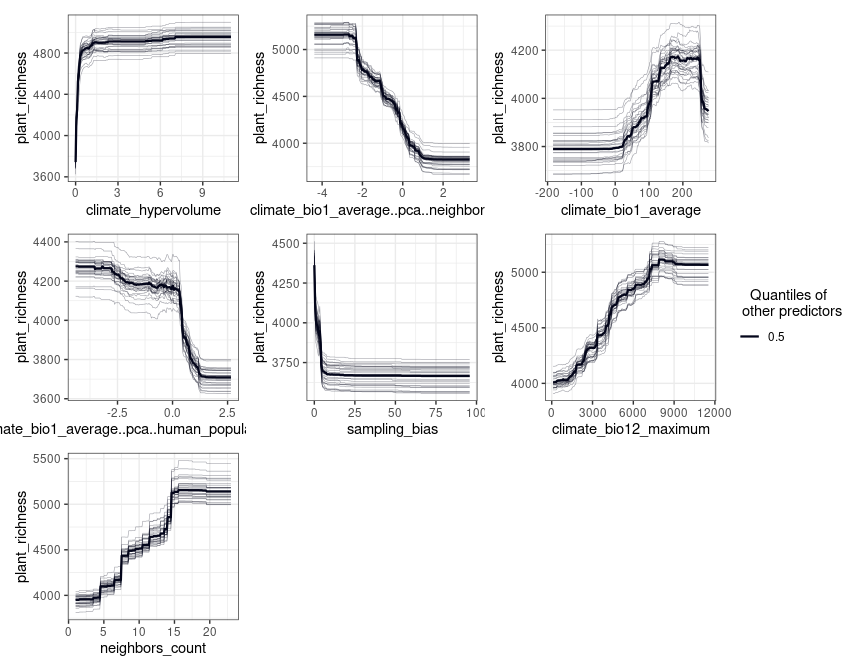 plant_richness
4800
4400
4000
3600
0 3 6 9
climate_hypervolume
plant_richness
5000
4500
4000
-4 -2 0 2
climate_bio1_average..pca..neighbor
plant_richness
4200
4000
3800
-200 -100 0 100 200
climate_bio1_average
plant_richness
4400
4200
4000
3800
3600
-2.5 0.0 2.5
mate_bio1_average..pca..human_popula
plant_richness
4500
4250
4000
3750
0 25 50 75 100
sampling_bias
plant_richness
5000
4500
4000
0 3000 6000 9000 12000
climate_bio12_maximum
Quantiles of
other predictors
0.5
plant_richness
5500
5000
4500
4000
0 5 10 15 20
neighbors_count